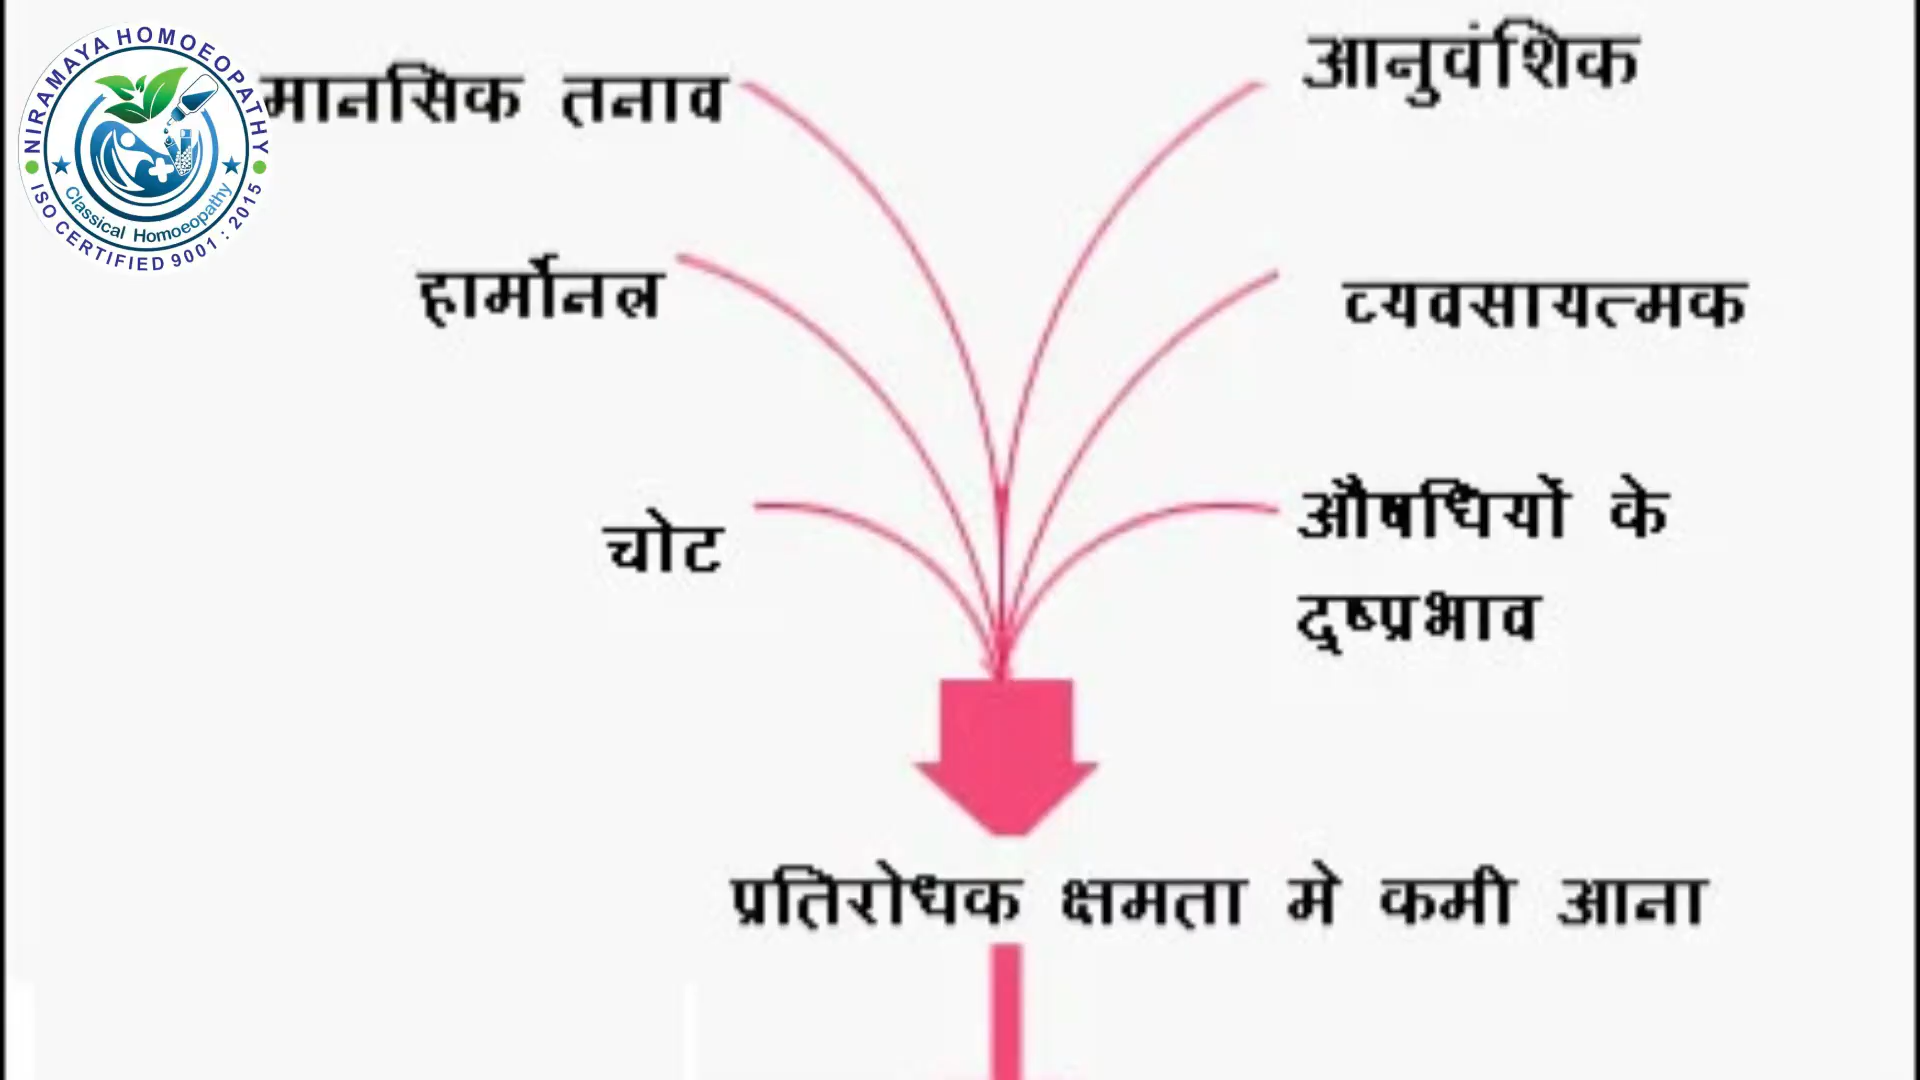 NIRAMAYA HOMOEOPATHY
Classical Homoeopathy
ISO CERTIFIED 9001 : 2015
मानसिक तनाव
आनुवंशिक
हार्मोनल
व्यवसायत्मक
चोट
औषधियों के
दुष्प्रभाव
प्रतिरोधक क्षमता मे कमी आना